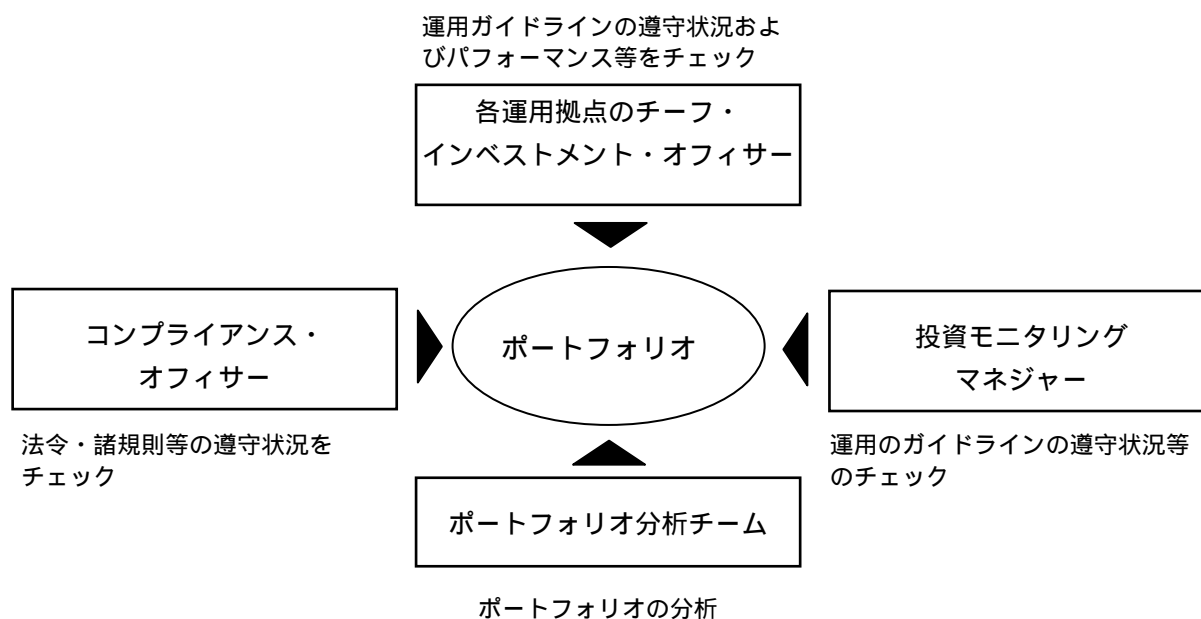 運用ガイドラインの遵守状況およ
びパフォーマンス等をチェック
各運用拠点のチーフ・
インベストメント・オフィサー
コンプライアンス・
オフィサー
法令・諸規則等の遵守状況を
チェック
ポートフォリオ
投資モニタリング
マネジャー
運用のガイドラインの遵守状況等
のチェック
ポートフォリオ分析チーム
ポートフォリオの分析